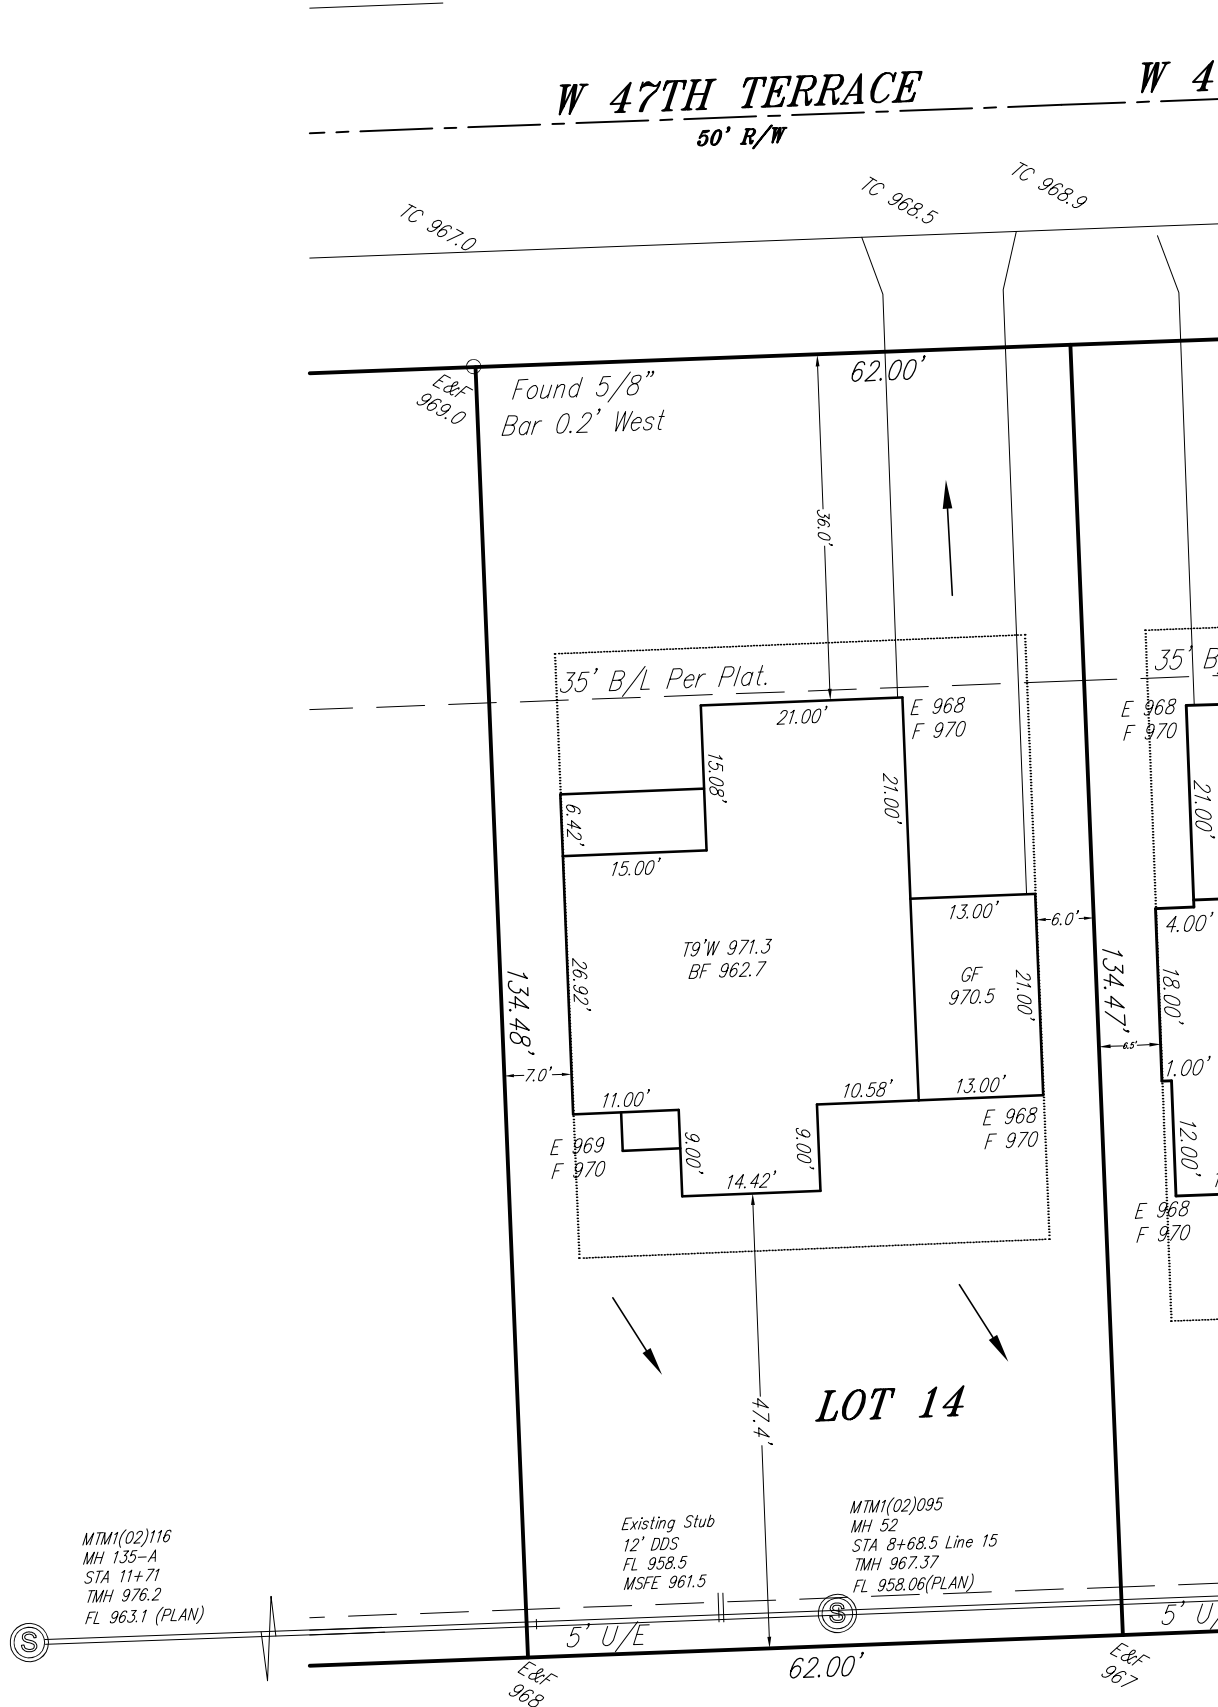 W 47TH TERRACE
W 4
50' R/W
TC 967.0
TC 968.5
TC 968.9
E&F
969.0
Found 5/8"
Bar 0.2' West
62.00'
36.0'
35' B/L Per Plat.
35' B
21.00'
E 968
F 970
E 968
F 970
15.08'
21.00'
21.00'
6.42'
15.00'
13.00'
6.0'
4.00'
T9'W 971.3
BF 962.7
GF
970.5
26.92'
21.00'
18.00'
134.48'
134.47'
7.0'
6.5'
11.00'
10.58'
13.00'
1.00'
E 969
F 970
9.00'
9.00'
E 968
F 970
12.00'
14.42'
E 968
F 970
47.4'
LOT 14
MTM1(02)116
MH 135-A
STA 11+71
TMH 976.2
FL 963.1 (PLAN)
Existing Stub
12' DDS
FL 958.5
MSFE 961.5
MTM1(02)095
MH 52
STA 8+68.5 Line 15
TMH 967.37
FL 958.06(PLAN)
S
S
5' U/E
5' U/
62.00'
E&F
968
E&F
967